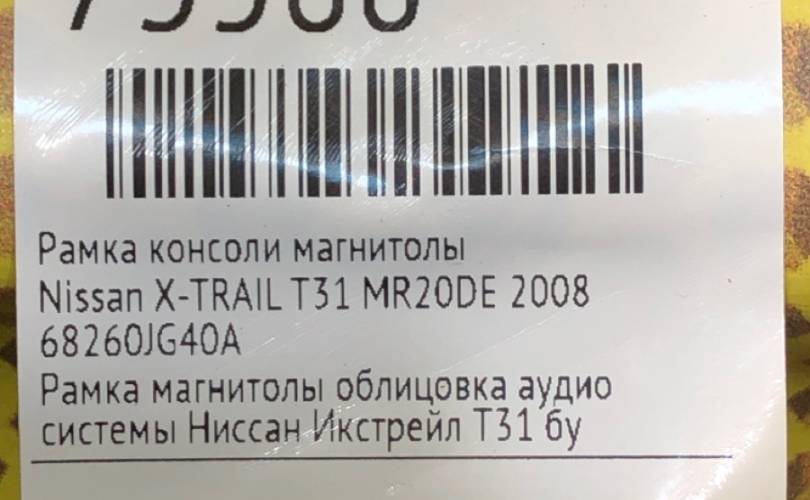 Рамка консоли магнитолы
Nissan X-TRAIL T31 MR20DE 2008
68260JG40A
Рамка магнитолы облицовка аудио
системы Ниссан Икстрейл Т31 бу